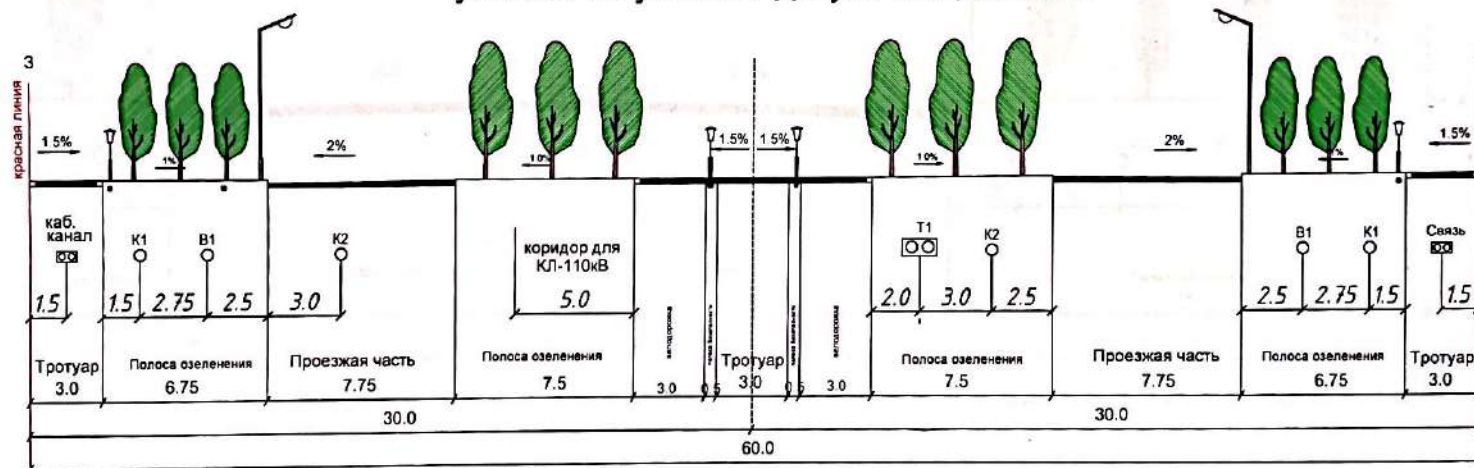 З
красная линия
1.5%
1%
2%
10%
1.5% 1.5%
10%
2%
1%
1.5%
каб.
канал
К1
В1
К2
коридор для
КЛ-110кВ
Т1
К2
В1
К1
Связь
1.5
1.5 2.75 2.5
3.0
5.0
2.0 3.0 2.5
2.5 2.75 1.5
1.5
велодорожка
велодорожка
Тротуар
3.0
Полоса озеленения
6.75
Проезжая часть
7.75
Полоса озеленения
7.5
3.0
0.5
Тротуар
3.0
0.5
3.0
Полоса озеленения
7.5
Проезжая часть
7.75
Полоса озеленения
6.75
Тротуар
3.0
30.0
30.0
60.0